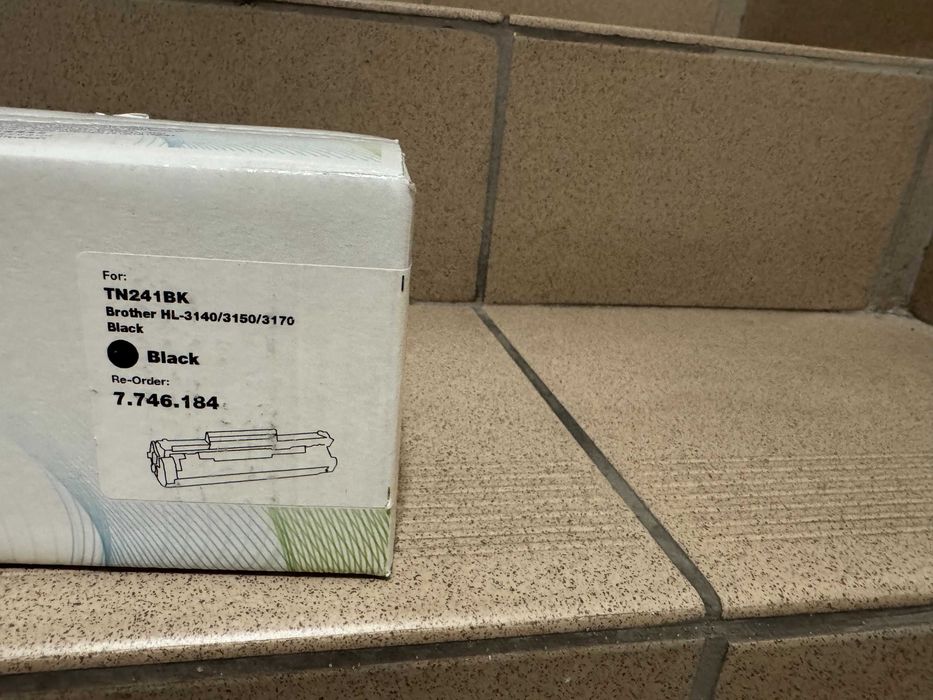 For:
TN241BK
Brother HL-3140/3150/3170
Black
Black
Re-Order:
7.746.184